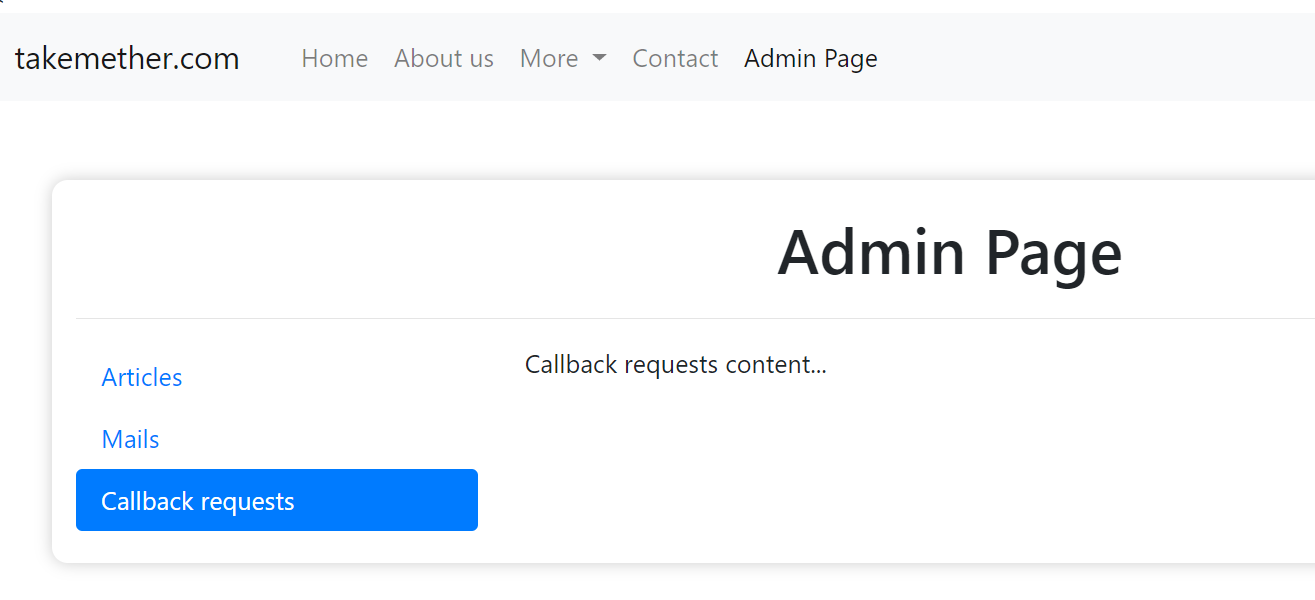 takemether.com Home About us More Contact Admin Page
Admin Page
Articles
Mails
Callback requests
Callback requests content...